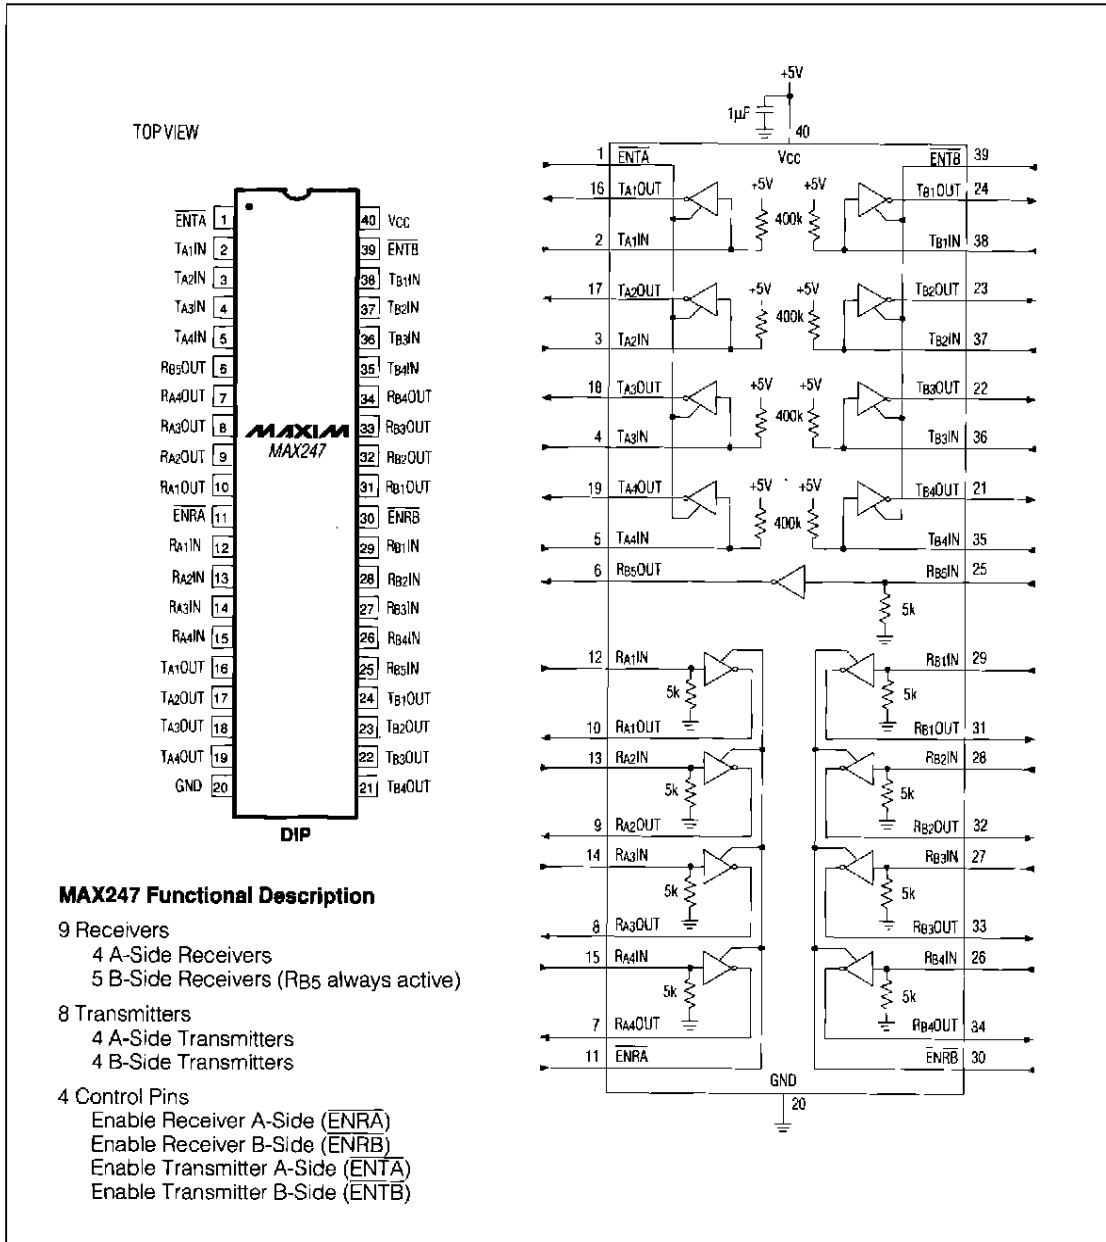 TOP VIEW
ENTA 1
TA1IN 2
TA2IN 3
TA3IN 4
TA4IN 5
RB5OUT 6
RA4OUT 7
RA3OUT 8
RA2OUT 9
RA1OUT 10
ENRA 11
RA1IN 12
RA2IN 13
RA3IN 14
RA4IN 15
TA1OUT 16
TA2OUT 17
TA3OUT 18
TA4OUT 19
GND 20
MAXIM
MAX247
40 VCC
39 ENTB
38 TB1IN
37 TB2IN
36 TB3IN
35 TB4IN
34 RB4OUT
33 RB3OUT
32 RB2OUT
31 RB1OUT
30 ENRB
29 RB1IN
28 RB2IN
27 RB3IN
26 RB4IN
25 RB5IN
24 TB1OUT
23 TB2OUT
22 TB3OUT
21 TB4OUT
DIP
MAX247 Functional Description
9 Receivers
4 A-Side Receivers
5 B-Side Receivers (RB5 always active)
8 Transmitters
4 A-Side Transmitters
4 B-Side Transmitters
4 Control Pins
Enable Receiver A-Side (ENRA)
Enable Receiver B-Side (ENRB)
Enable Transmitter A-Side (ENTA)
Enable Transmitter B-Side (ENTB)
+5V
1µF
40
1 ENTA VCC ENTB 39
16 TA1OUT +5V +5V TB1OUT 24
400k
2 TA1IN TB1IN 38
17 TA2OUT +5V +5V TB2OUT 23
400k
3 TA2IN TB2IN 37
18 TA3OUT +5V +5V TB3OUT 22
400k
4 TA3IN TB3IN 36
19 TA4OUT +5V +5V TB4OUT 21
400k
5 TA4IN TB4IN 35
6 RB5OUT RB5IN 25
5k
12 RA1IN RB1IN 29
5k 5k
10 RA1OUT RB1OUT 31
13 RA2IN RB2IN 28
5k 5k
9 RA2OUT RB2OUT 32
14 RA3IN RB3IN 27
5k 5k
8 RA3OUT RB3OUT 33
15 RA4IN RB4IN 26
5k 5k
7 RA4OUT RB4OUT 34
11 ENRA ENRB 30
GND
20